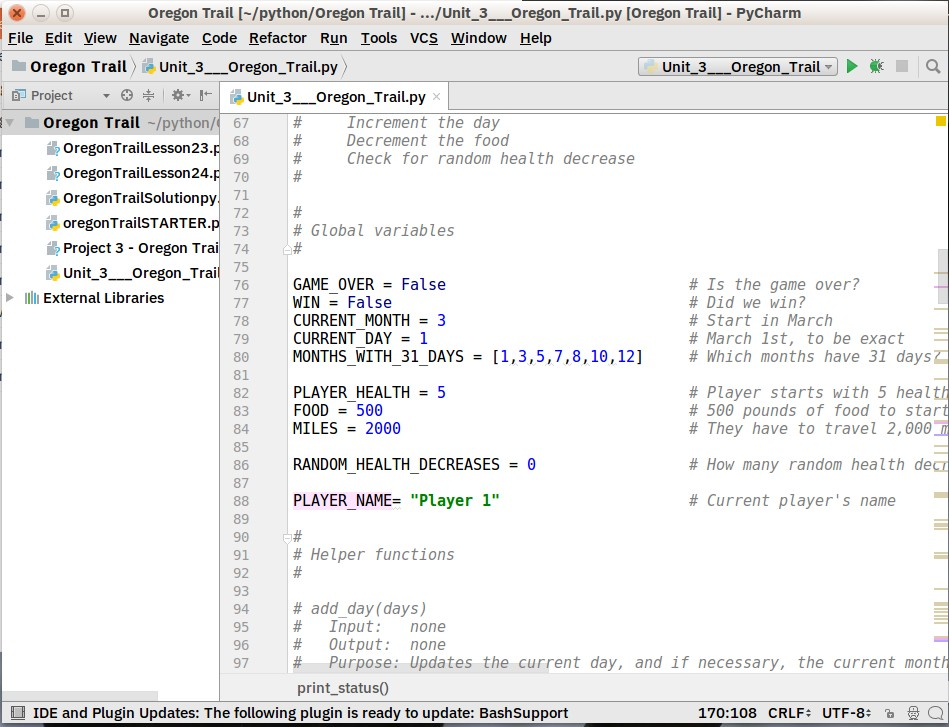 Oregon Trail [~/python/Oregon Trail] - .../Unit_3___Oregon_Trail.py [Oregon Trail] - PyCharm
File Edit View Navigate Code Refactor Run Tools VCS Window Help
Oregon Trail Unit_3___Oregon_Trail.py Unit_3___Oregon_Trail
Project Unit_3___Oregon_Trail.py
Oregon Trail ~/python/
OregonTrailLesson23.p
OregonTrailLesson24.p
OregonTrailSolutionpy.
oregonTrailSTARTER.p
Project 3 - Oregon Trai
Unit_3___Oregon_Trail
External Libraries
67 #     Increment the day
68 #     Decrement the food
69 #     Check for random health decrease
70 #
71
72 #
73 # Global variables
74 #
75
76 GAME_OVER = False # Is the game over?
77 WIN = False # Did we win?
78 CURRENT_MONTH = 3 # Start in March
79 CURRENT_DAY = 1 # March 1st, to be exact
80 MONTHS_WITH_31_DAYS = [1,3,5,7,8,10,12] # Which months have 31 days?
81
82 PLAYER_HEALTH = 5 # Player starts with 5 health
83 FOOD = 500 # 500 pounds of food to start
84 MILES = 2000 # They have to travel 2,000 m
85
86 RANDOM_HEALTH_DECREASES = 0 # How many random health decr
87
88 PLAYER_NAME= "Player 1" # Current player's name
89
90 #
91 # Helper functions
92 #
93
94 # add_day(days)
95 #   Input:   none
96 #   Output:  none
97 #   Purpose: Updates the current day, and if necessary, the current month
print_status()
IDE and Plugin Updates: The following plugin is ready to update: BashSupport 170:108 CRLF UTF-8